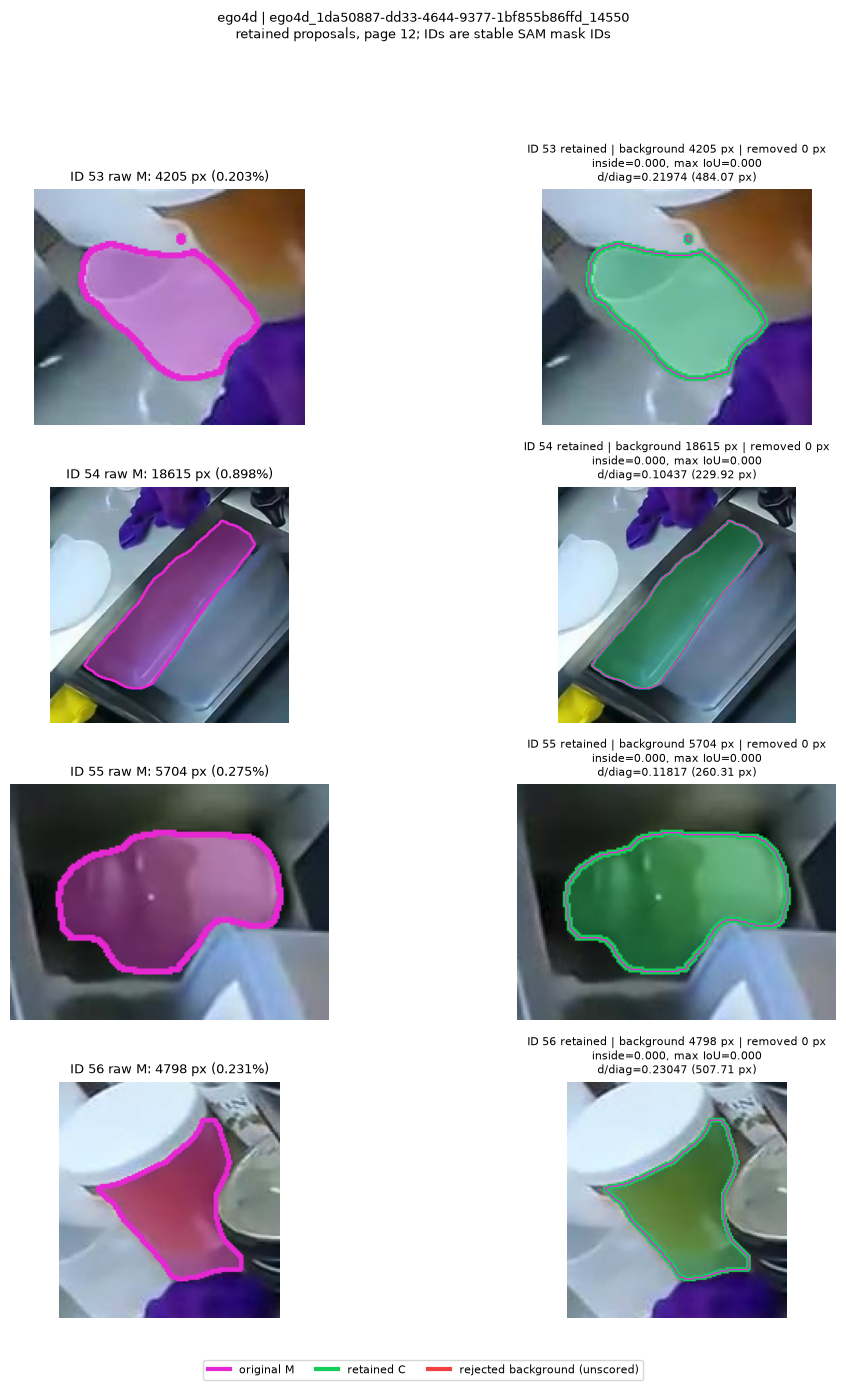 ego4d | ego4d_1da50887-dd33-4644-9377-1bf855b86ffd_14550
retained proposals, page 12; IDs are stable SAM mask IDs
ID 53 raw M: 4205 px (0.203%)
ID 53 retained | background 4205 px | removed 0 px
inside=0.000, max IoU=0.000
d/diag=0.21974 (484.07 px)
ID 54 raw M: 18615 px (0.898%)
ID 54 retained | background 18615 px | removed 0 px
inside=0.000, max IoU=0.000
d/diag=0.10437 (229.92 px)
ID 55 raw M: 5704 px (0.275%)
ID 55 retained | background 5704 px | removed 0 px
inside=0.000, max IoU=0.000
d/diag=0.11817 (260.31 px)
ID 56 raw M: 4798 px (0.231%)
ID 56 retained | background 4798 px | removed 0 px
inside=0.000, max IoU=0.000
d/diag=0.23047 (507.71 px)
original M
retained C
rejected background (unscored)